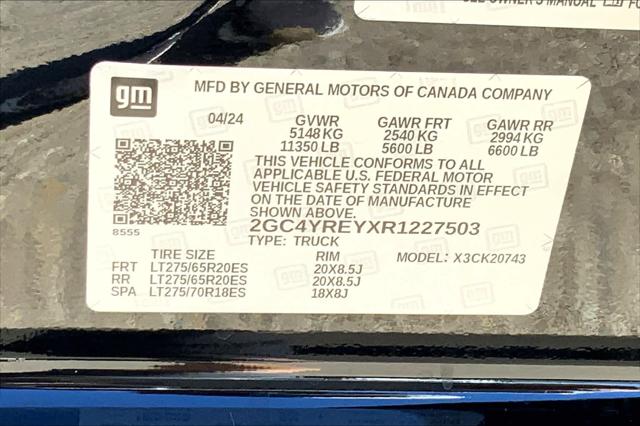 SEE OWNER'S MANUAL
gm
MFD BY GENERAL MOTORS OF CANADA COMPANY
04/24 GVWR GAWR FRT GAWR RR
5148 KG 2540 KG 2994 KG
11350 LB 5600 LB 6600 LB
THIS VEHICLE CONFORMS TO ALL
APPLICABLE U.S. FEDERAL MOTOR
VEHICLE SAFETY STANDARDS IN EFFECT
ON THE DATE OF MANUFACTURE
SHOWN ABOVE.
8555
2GC4YREYXR1227503
TYPE: TRUCK MODEL: X3CK20743
TIRE SIZE RIM
FRT LT275/65R20ES 20X8.5J
RR LT275/65R20ES 20X8.5J
SPA LT275/70R18ES 18X8J